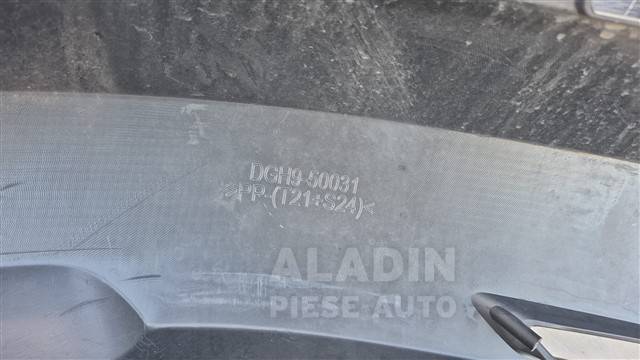 DGH9-50031
>PP-(T21+S24)<
ALADIN
PIESE AUTO